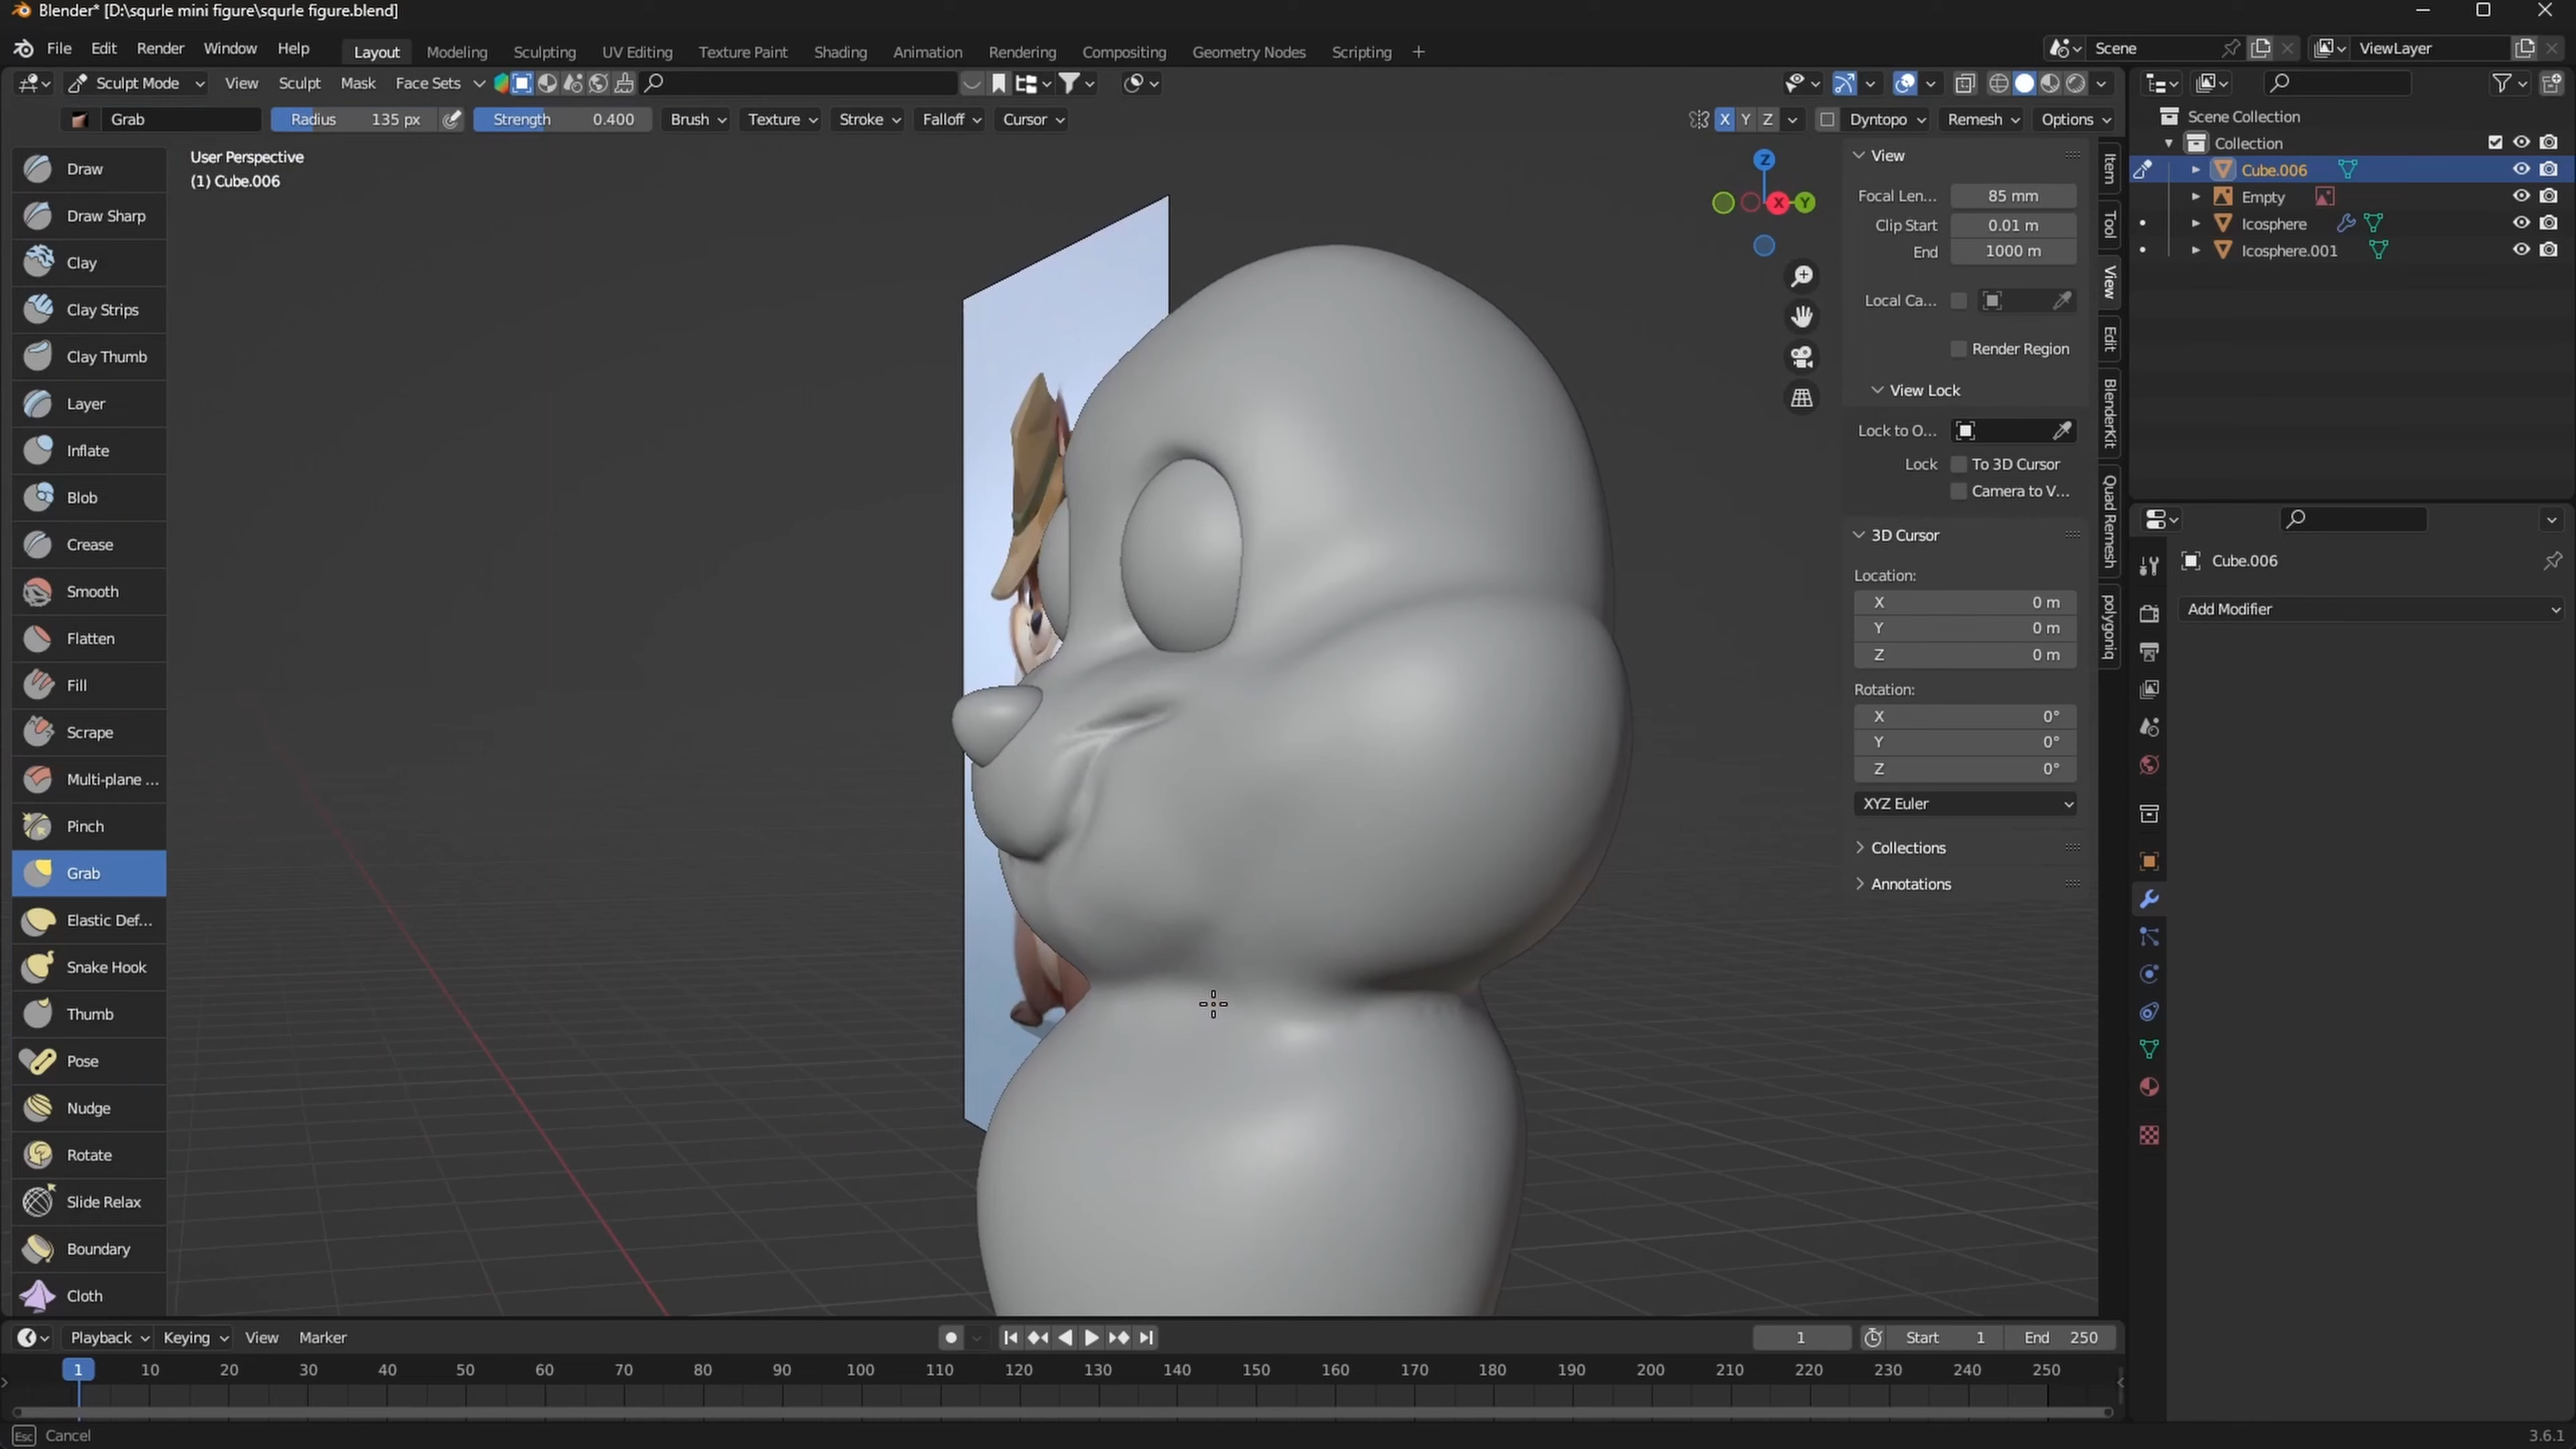 Blender* [D:\squrle mini figure\squrle figure.blend]
File Edit Render Window Help Layout Modeling Sculpting UV Editing Texture Paint Shading Animation Rendering Compositing Geometry Nodes Scripting + Scene ViewLayer
Sculpt Mode View Sculpt Mask Face Sets
Grab Radius 135 px Strength 0.400 Brush Texture Stroke Falloff Cursor X Y Z Dyntopo Remesh Options
User Perspective
(1) Cube.006
Draw
Draw Sharp
Clay
Clay Strips
Clay Thumb
Layer
Inflate
Blob
Crease
Smooth
Flatten
Fill
Scrape
Multi-plane ...
Pinch
Grab
Elastic Def...
Snake Hook
Thumb
Pose
Nudge
Rotate
Slide Relax
Boundary
Cloth
Z
X Y
View
Focal Len... 85 mm
Clip Start 0.01 m
End 1000 m
Local Ca...
Render Region
View Lock
Lock to O...
Lock To 3D Cursor
Camera to V...
3D Cursor
Location:
X 0 m
Y 0 m
Z 0 m
Rotation:
X 0°
Y 0°
Z 0°
XYZ Euler
Collections
Annotations
Item
Tool
View
Edit
BlenderKit
Quad Remesh
polygoniq
Scene Collection
Collection
Cube.006
Empty
Icosphere
Icosphere.001
Cube.006
Add Modifier
Playback Keying View Marker 1 Start 1 End 250
1 10 20 30 40 50 60 70 80 90 100 110 120 130 140 150 160 170 180 190 200 210 220 230 240 250
Esc Cancel 3.6.1